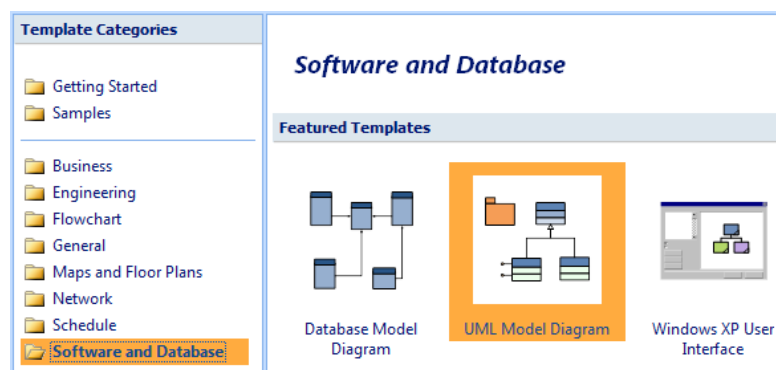 Template Categories
Getting Started
Samples
Business
Engineering
Flowchart
General
Maps and Floor Plans
Network
Schedule
Software and Database
Software and Database
Featured Templates
Database Model
Diagram
UML Model Diagram
Windows XP User
Interface